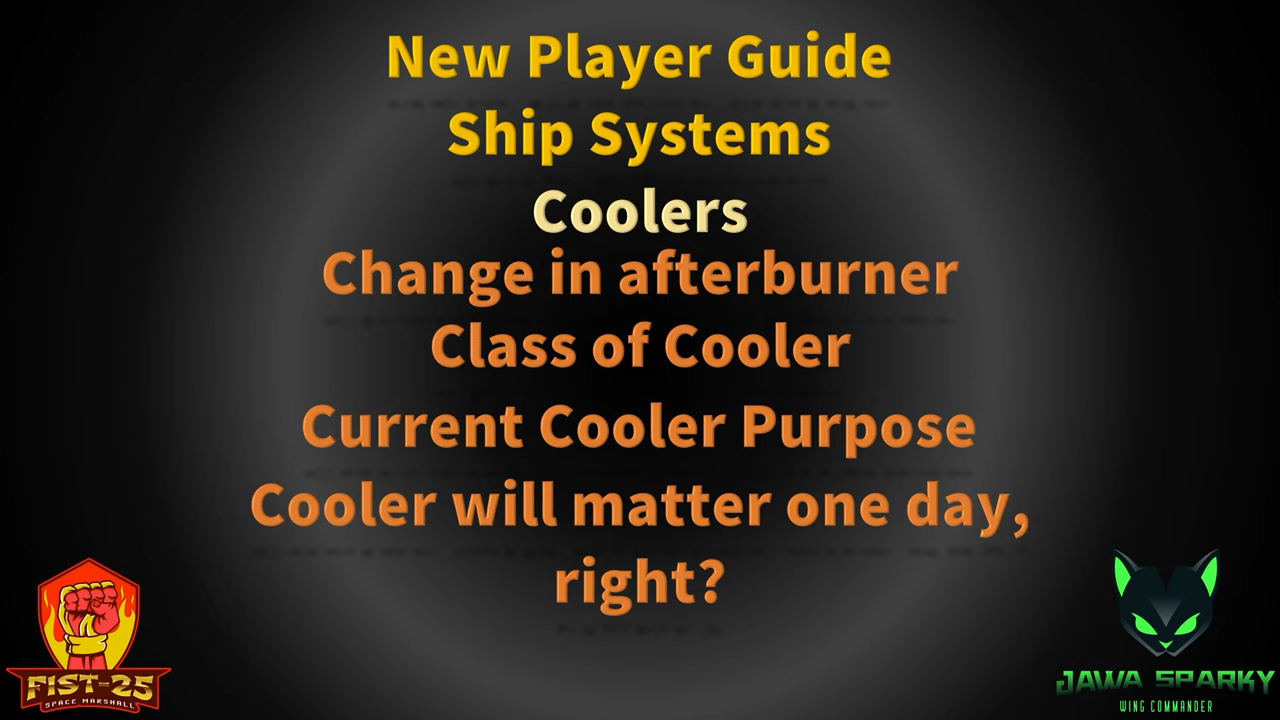 New Player Guide
Ship Systems
Coolers
Change in afterburner
Class of Cooler
Current Cooler Purpose
Cooler will matter one day,
right?
FIST-25
SPACE MARSHALL
JAWA SPARKY
WING COMMANDER